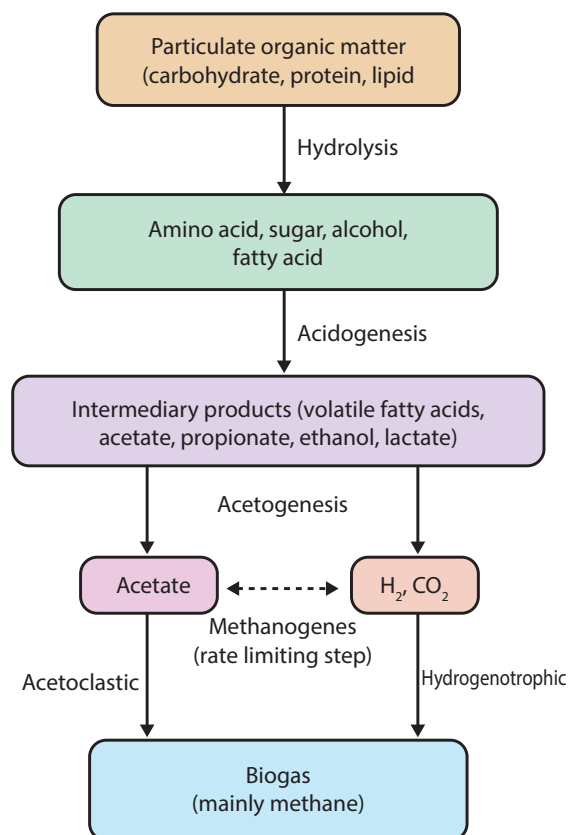 Particulate organic matter
(carbohydrate, protein, lipid
Hydrolysis
Amino acid, sugar, alcohol,
fatty acid
Acidogenesis
Intermediary products (volatile fatty acids,
acetate, propionate, ethanol, lactate)
Acetogenesis
Acetate
H₂, CO₂
Methanogenes
(rate limiting step)
Acetoclastic
Hydrogenotrophic
Biogas
(mainly methane)